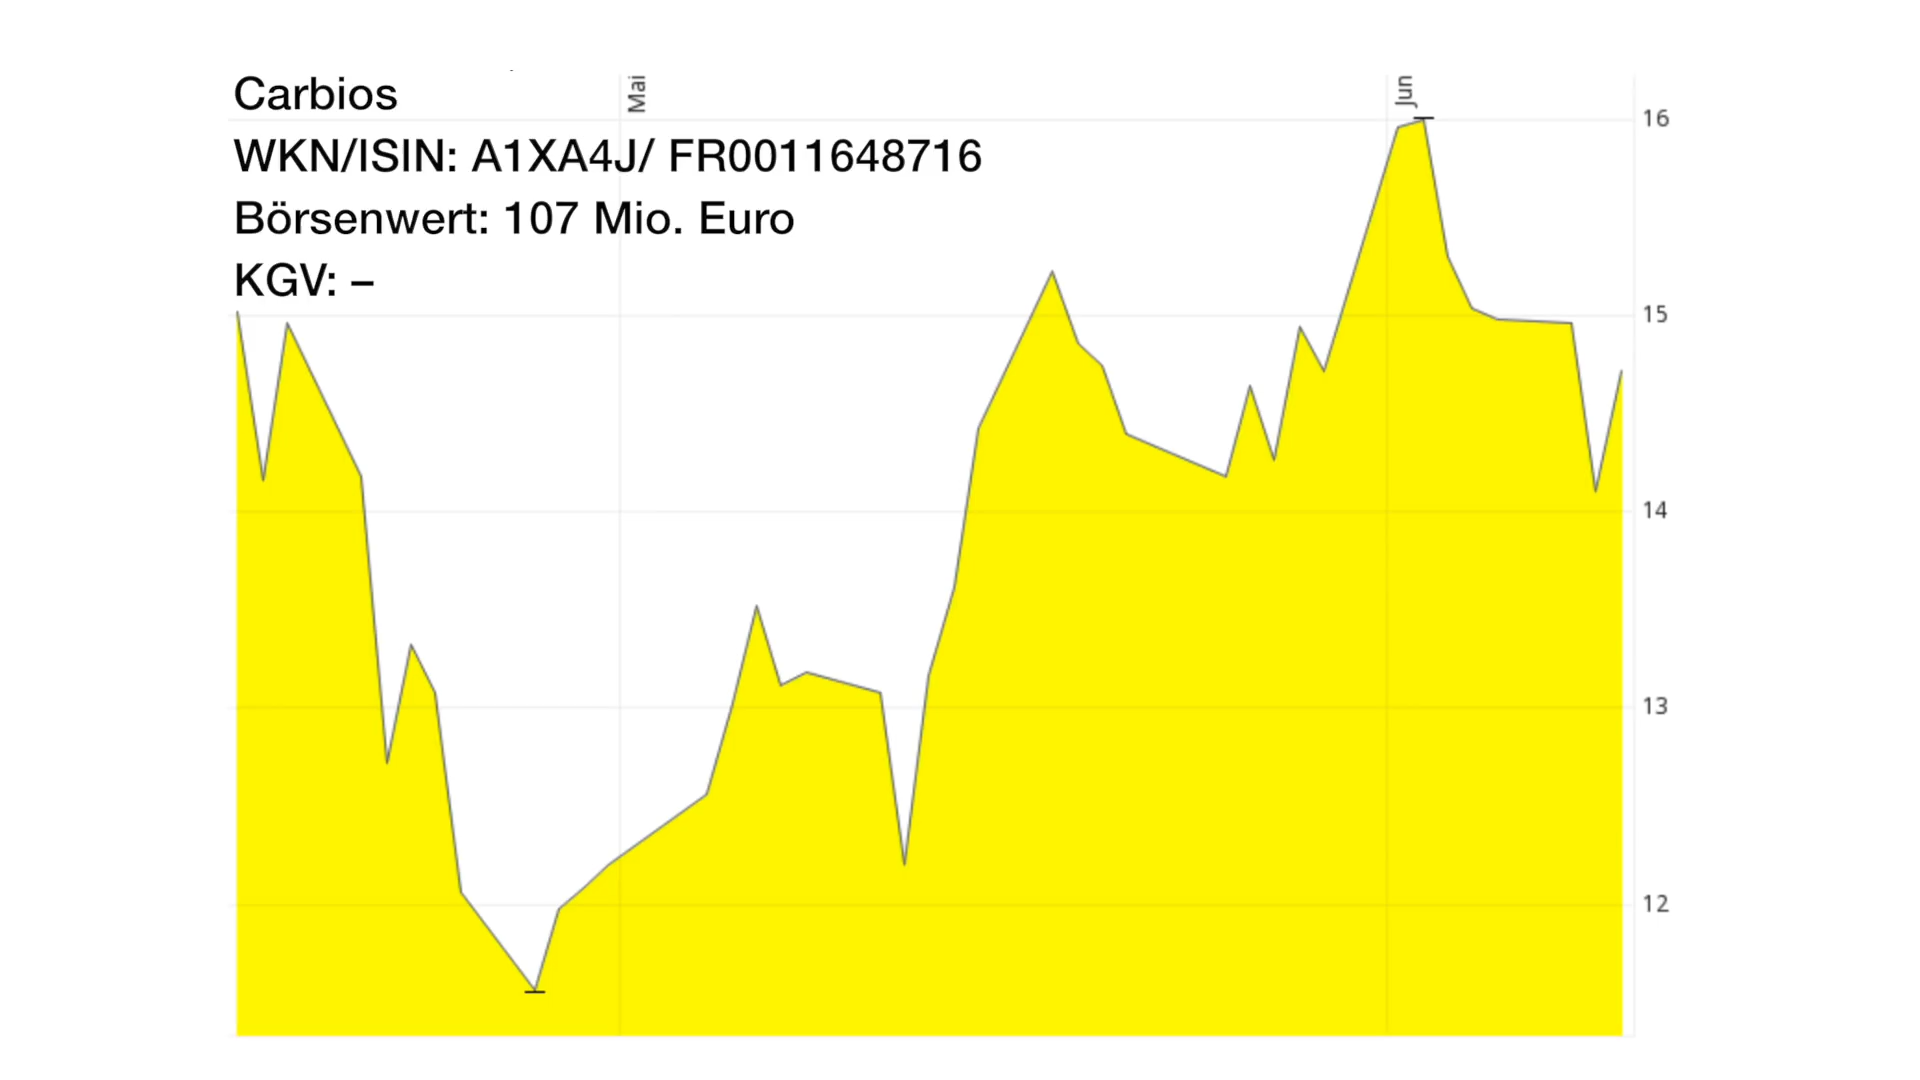 Carbios
WKN/ISIN: A1XA4J/ FR0011648716
Börsenwert: 107 Mio. Euro
KGV: –
Mai
Jun
16
15
14
13
12